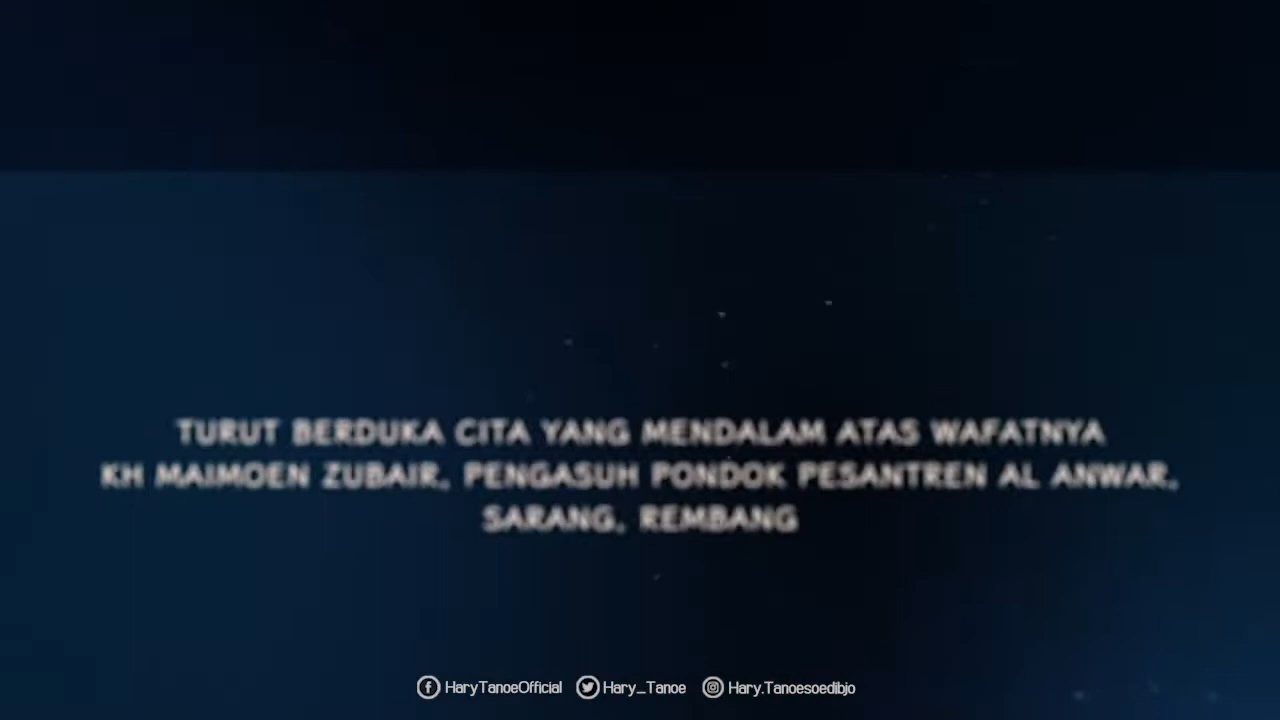 TURUT BERDUKA CITA YANG MENDALAM ATAS WAFATNYA
KH MAIMOEN ZUBAIR, PENGASUH PONDOK PESANTREN AL ANWAR,
SARANG, REMBANG
HaryTanoeOfficial Hary_Tanoe Hary.Tanoesoedibjo